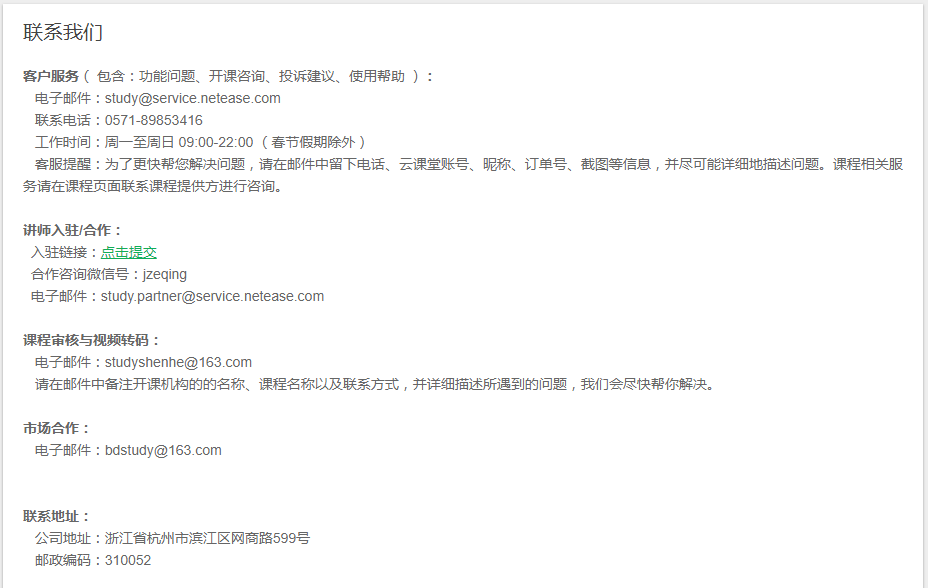 联系我们
客户服务（ 包含：功能问题、开课咨询、投诉建议、使用帮助 ）：
电子邮件：study@service.netease.com
联系电话：0571-89853416
工作时间：周一至周日 09:00-22:00 （ 春节假期除外 ）
客服提醒：为了更快帮您解决问题，请在邮件中留下电话、云课堂账号、昵称、订单号、截图等信息，并尽可能详细地描述问题。课程相关服
务请在课程页面联系课程提供方进行咨询。
讲师入驻/合作：
入驻链接：点击提交
合作咨询微信号：jzeqing
电子邮件：study.partner@service.netease.com
课程审核与视频转码：
电子邮件：studyshenhe@163.com
请在邮件中备注开课机构的的名称、课程名称以及联系方式，并详细描述所遇到的问题，我们会尽快帮你解决。
市场合作：
电子邮件：bdstudy@163.com
联系地址：
公司地址：浙江省杭州市滨江区网商路599号
邮政编码：310052